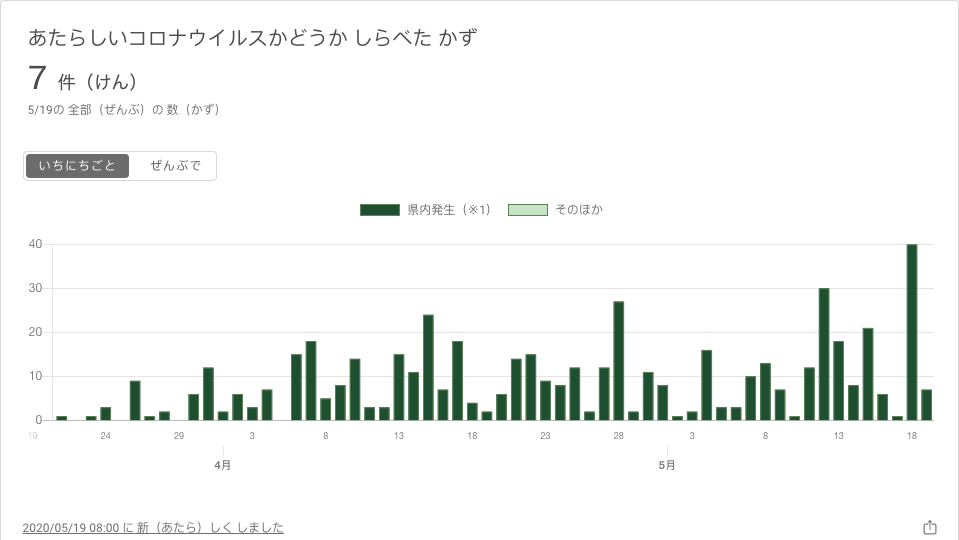 あたらしいコロナウイルスかどうか しらべた かず
7 件（けん）
5/19の 全部（ぜんぶ）の 数（かず）
いちにちごと ぜんぶで
県内発生（※1） そのほか
40
30
20
10
0
19 24 29 3 8 13 18 23 28 3 8 13 18
4月 5月
2020/05/19 08:00 に 新（あたら）しく しました